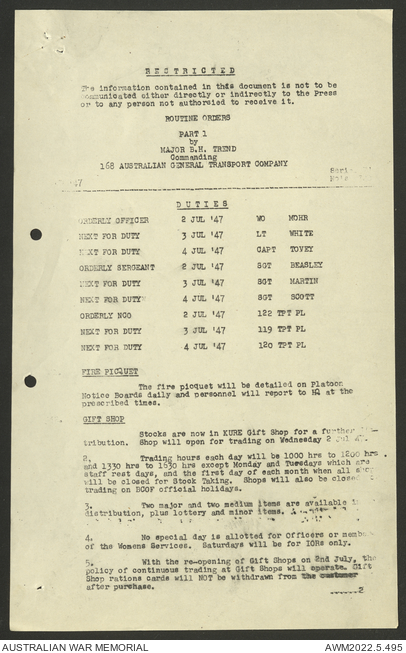 RESTRICTED
The information contained in this document is not to be
communicated either directly or indirectly to the Press
or to any person not authoreied to receive it.
ROUTINE ORDERS
PART 1
by
MAJOR B.H. TREND
Commanding
168 AUSTRALIAN GENERAL TRANSPORT COMPANY
'47
DUTIES
ORDERLY OFFICER 2 JUL '47 WO MOHR
NEXT FOR DUTY 3 JUL '47 LT WHITE
NEXT FOR DUTY 4 JUL '47 CAPT TOVEY
ORDERLY SERGEANT 2 JUL '47 SGT BEASLEY
NEXT FOR DUTY 3 JUL '47 SGT MARTIN
NEXT FOR DUTY 4 JUL '47 SGT SCOTT
ORDERLY NCO 2 JUL '47 122 TPT PL
NEXT FOR DUTY 3 JUL '47 119 TPT PL
NEXT FOR DUTY 4 JUL '47 120 TPT PL
FIRE PICQUET
The fire picquet will be detailed on Platoon
Notice Boards daily and personnel will report to HQ at the
prescribed times.
GIFT SHOP
Stocks are now in KURE Gift Shop for a further
tribution. Shop will open for trading on Wednesday 2 Jul 47.
2. Trading hours each day will be 1000 hrs to 1200 hrs
and 1330 hrs to 1630 hrs except Monday and Tuesdays which are
staff rest days, and the first day of each month when all
will be closed for Stock Taking. Shops will also be closed
trading on BCOF official holidays.
3. Two major and two medium items are available
distribution, plus lottery and minor items.
4. No special day is allotted for Officers or
of the Womens Services. Saturdays will be for IORs only.
5. With the re-opening of Gift Shops on 2nd July, the
policy of continuous trading at Gift Shops will operate. Gift
Shop rations cards will NOT be withdrawn from the customer
after purchase.
......2
AUSTRALIAN WAR MEMORIAL AWM2022.5.495